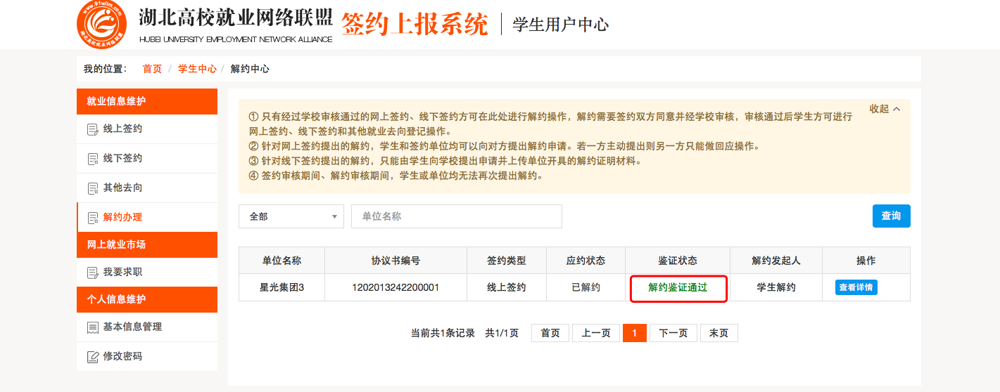 www.91wllm.com
湖北高校就业网络联盟
湖北高校就业网络联盟
HUBEI UNIVERSITY EMPLOYMENT NETWORK ALLIANCE
签约上报系统
学生用户中心
我的位置： 首页 / 学生中心 / 解约中心
就业信息维护
线上签约
线下签约
其他去向
解约办理
网上就业市场
我要求职
个人信息维护
基本信息管理
修改密码
收起
① 只有经过学校审核通过的网上签约、线下签约方可在此处进行解约操作，解约需要签约双方同意并经学校审核，审核通过后学生方可进行
网上签约、线下签约和其他就业去向登记操作。
② 针对网上签约提出的解约，学生和签约单位均可以向对方提出解约申请。若一方主动提出则另一方只能做回应操作。
③ 针对线下签约提出的解约，只能由学生向学校提出申请并上传单位开具的解约证明材料。
④ 签约审核期间、解约审核期间，学生或单位均无法再次提出解约。
全部 单位名称 查询
单位名称 协议书编号 签约类型 应约状态 鉴证状态 解约发起人 操作
星光集团3 1202013242200001 线上签约 已解约 解约鉴证通过 学生解约 查看详情
当前共1条记录 共1/1页 首页 上一页 1 下一页 末页